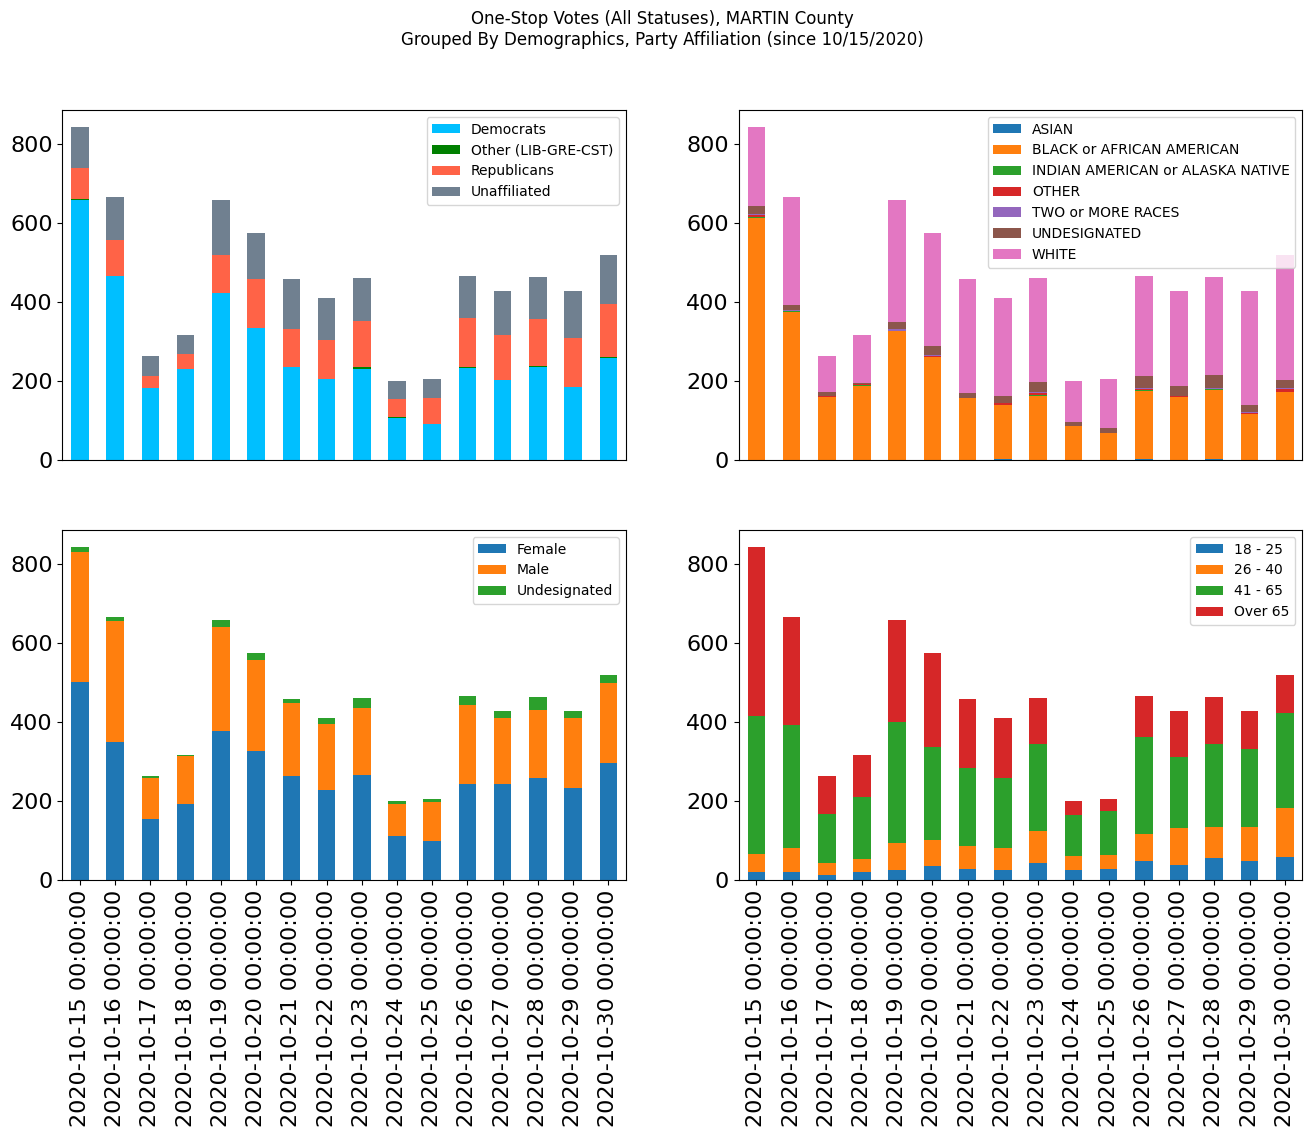 One-Stop Votes (All Statuses), MARTIN County
Grouped By Demographics, Party Affiliation (since 10/15/2020)
800
600
400
200
0
Democrats
Other (LIB-GRE-CST)
Republicans
Unaffiliated
800
600
400
200
0
ASIAN
BLACK or AFRICAN AMERICAN
INDIAN AMERICAN or ALASKA NATIVE
OTHER
TWO or MORE RACES
UNDESIGNATED
WHITE
800
600
400
200
0
Female
Male
Undesignated
2020-10-15 00:00:00
2020-10-16 00:00:00
2020-10-17 00:00:00
2020-10-18 00:00:00
2020-10-19 00:00:00
2020-10-20 00:00:00
2020-10-21 00:00:00
2020-10-22 00:00:00
2020-10-23 00:00:00
2020-10-24 00:00:00
2020-10-25 00:00:00
2020-10-26 00:00:00
2020-10-27 00:00:00
2020-10-28 00:00:00
2020-10-29 00:00:00
2020-10-30 00:00:00
800
600
400
200
0
18 - 25
26 - 40
41 - 65
Over 65
2020-10-15 00:00:00
2020-10-16 00:00:00
2020-10-17 00:00:00
2020-10-18 00:00:00
2020-10-19 00:00:00
2020-10-20 00:00:00
2020-10-21 00:00:00
2020-10-22 00:00:00
2020-10-23 00:00:00
2020-10-24 00:00:00
2020-10-25 00:00:00
2020-10-26 00:00:00
2020-10-27 00:00:00
2020-10-28 00:00:00
2020-10-29 00:00:00
2020-10-30 00:00:00